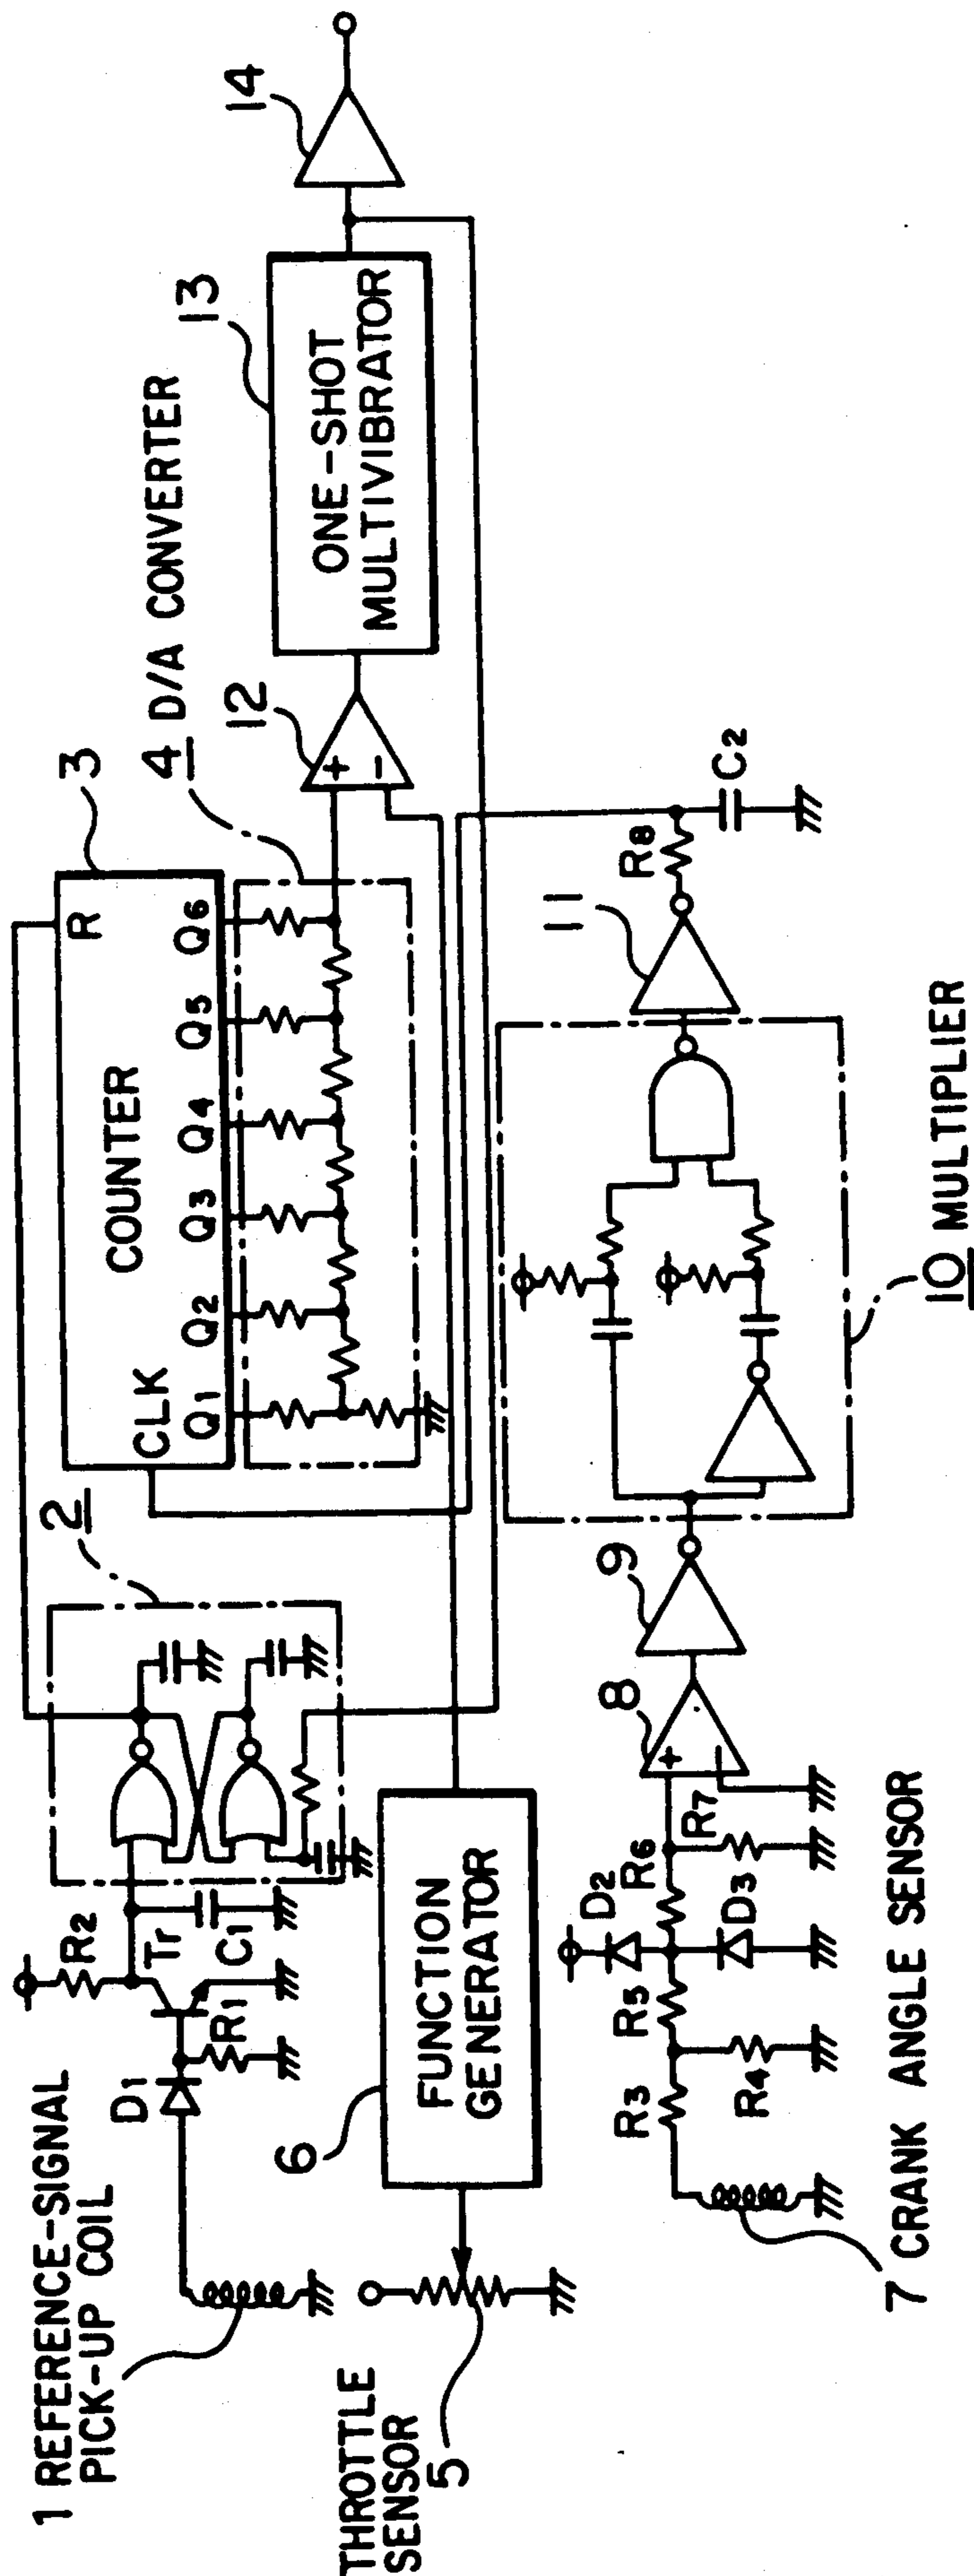 1 REFERENCE-SIGNAL
PICK-UP COIL
D1
R1
R2
Tr
C1
2
3
COUNTER
R
CLK
Q1
Q2
Q3
Q4
Q5
Q6
4 D/A CONVERTER
12
+
−
13
ONE-SHOT
MULTIVIBRATOR
14
THROTTLE
SENSOR
5
6
FUNCTION
GENERATOR
7 CRANK ANGLE SENSOR
R3
R4
R5
D2
D3
R6
R7
8
+
−
9
10 MULTIPLIER
11
R8
C2